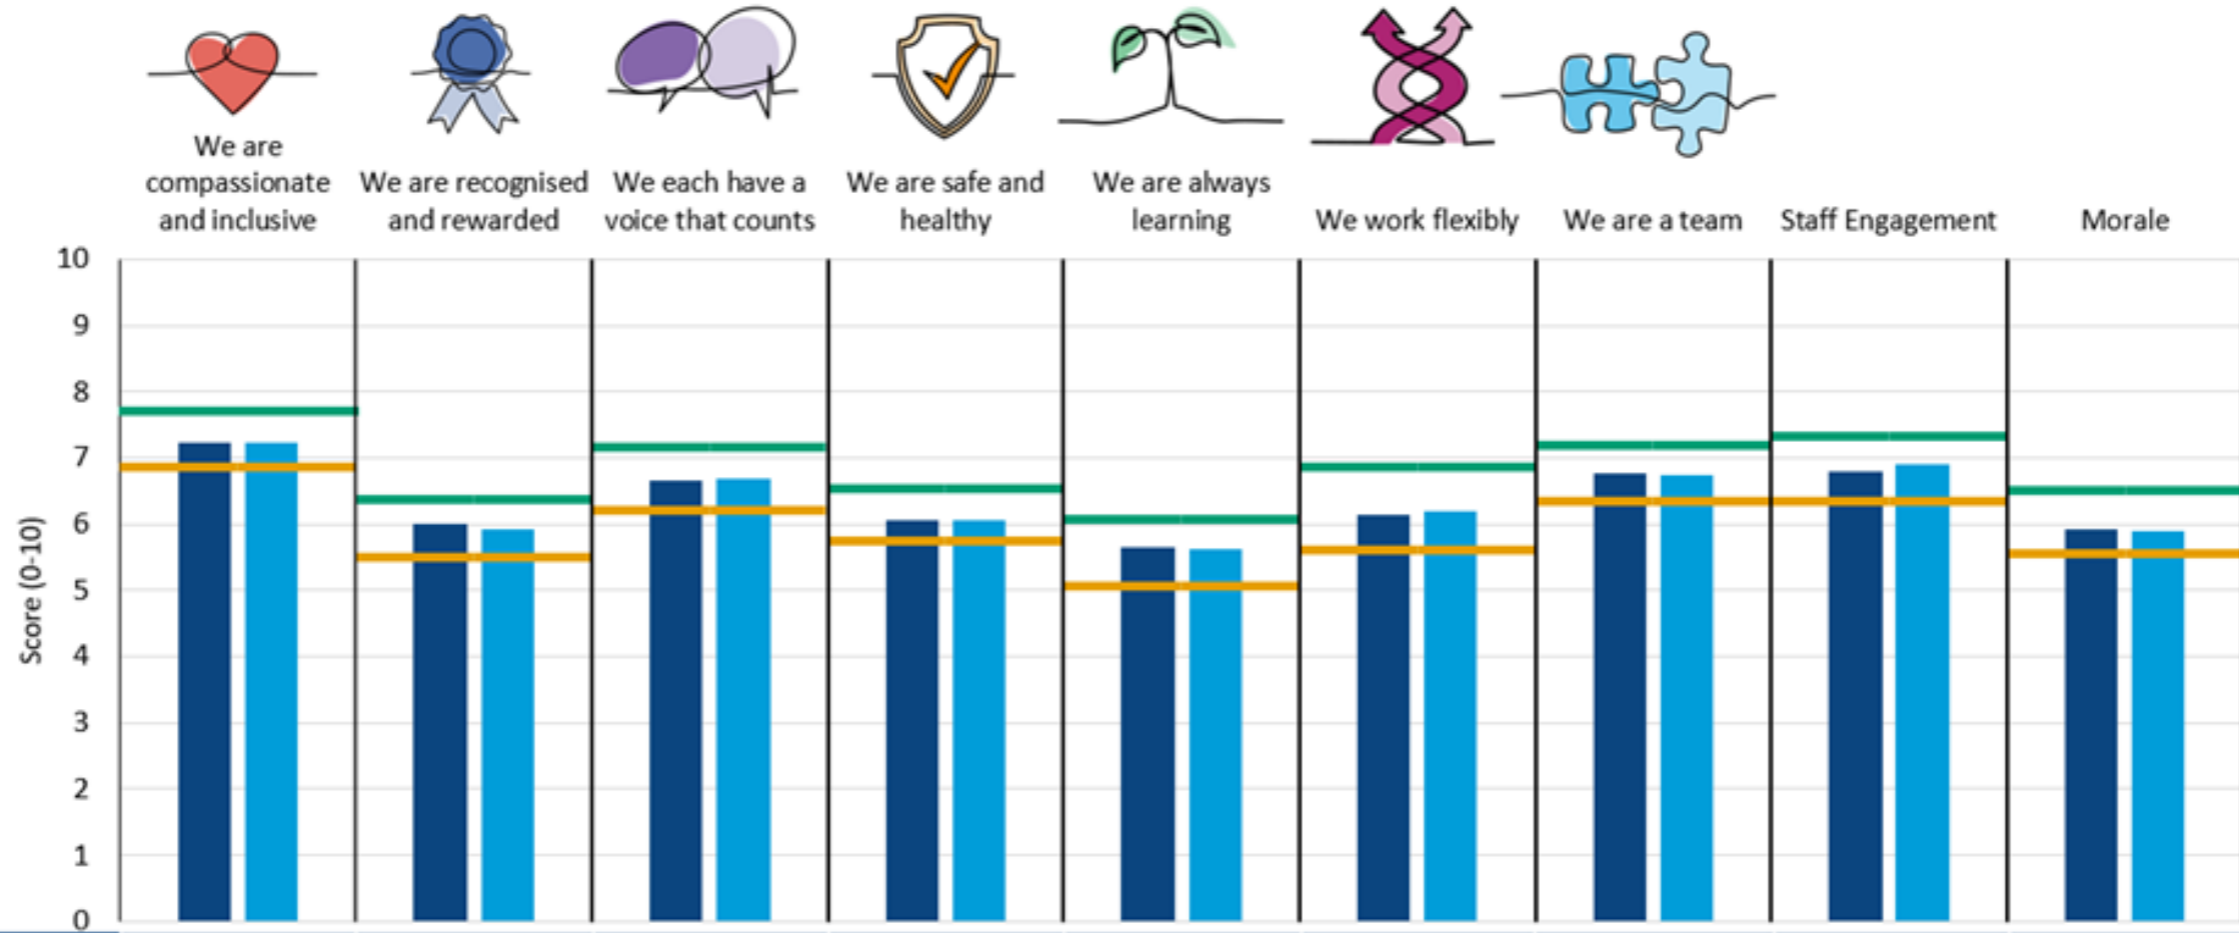 We are
compassionate
and inclusive
We are recognised
and rewarded
We each have a
voice that counts
We are safe and
healthy
We are always
learning
We work flexibly
We are a team
Staff Engagement
Morale
Score (0-10)
10
9
8
7
6
5
4
3
2
1
0